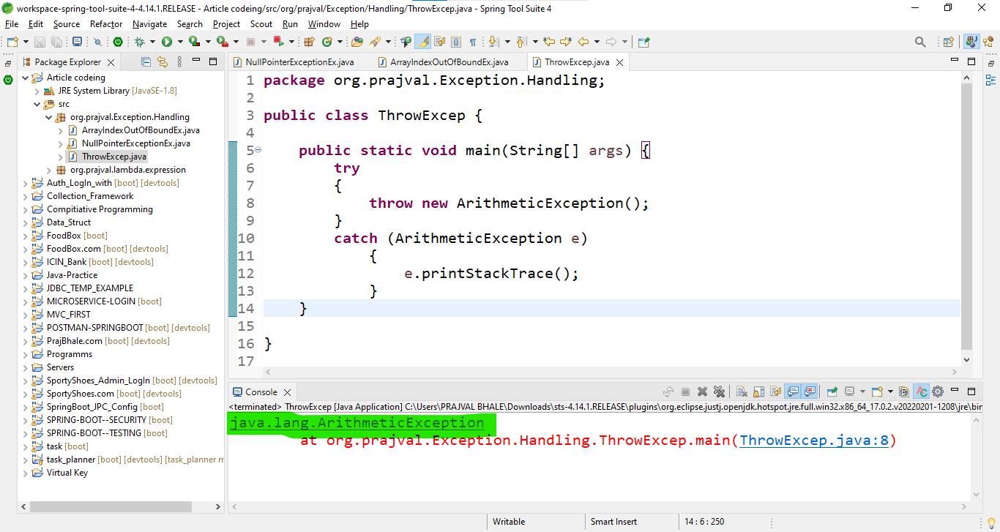 workspace-spring-tool-suite-4-4.14.1.RELEASE - Article codeing/src/org/prajval/Exception/Handling/ThrowExcep.java - Spring Tool Suite 4
File Edit Source Refactor Navigate Search Project Scout Run Window Help
Package Explorer
Article codeing
JRE System Library [JavaSE-1.8]
src
org.prajval.Exception.Handling
ArrayIndexOutOfBoundEx.java
NullPointerExceptionEx.java
ThrowExcep.java
org.prajval.lambda.expression
Auth_LogIn_with [boot] [devtools]
Collection_Framework
Compitiative Programming
Data_Struct
FoodBox [boot]
FoodBox.com [boot] [devtools]
ICIN_Bank [boot] [devtools]
Java-Practice
JDBC_TEMP_EXAMPLE
MICROSERVICE-LOGIN [boot]
MVC_FIRST
POSTMAN-SPRINGBOOT [boot] [devtools]
PrajBhale.com [boot] [devtools]
Programms
Servers
SportyShoes_Admin_LogIn [boot] [devtools]
SportyShoes.com [boot] [devtools]
SpringBoot_JPC_Config [boot]
SPRING-BOOT--SECURITY [boot]
SPRING-BOOT--TESTING [boot]
task [boot]
task_planner [boot] [devtools] [task_planner m
Virtual Key
NullPointerExceptionEx.java ArrayIndexOutOfBoundEx.java ThrowExcep.java
1 package org.prajval.Exception.Handling;
2
3 public class ThrowExcep {
4
5 public static void main(String[] args) {
6 try
7 {
8 throw new ArithmeticException();
9 }
10 catch (ArithmeticException e)
11 {
12 e.printStackTrace();
13 }
14 }
15
16 }
17
Console
<terminated> ThrowExcep [Java Application] C:\Users\PRAJVAL BHALE\Downloads\sts-4.14.1.RELEASE\plugins\org.eclipse.justj.openjdk.hotspot.jre.full.win32.x86_64_17.0.2.v20220201-1208\jre\bin
java.lang.ArithmeticException
at org.prajval.Exception.Handling.ThrowExcep.main(ThrowExcep.java:8)
Writable Smart Insert 14 : 6 : 250